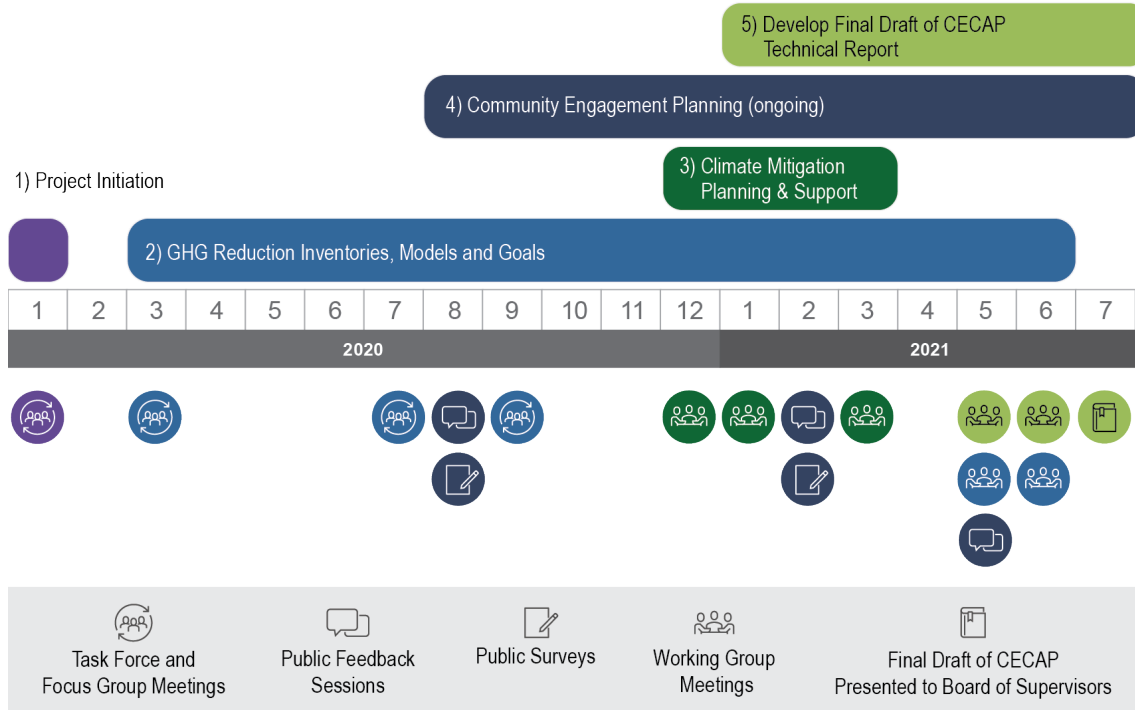 5) Develop Final Draft of CECAP
Technical Report
4) Community Engagement Planning (ongoing)
3) Climate Mitigation
Planning & Support
1) Project Initiation
2) GHG Reduction Inventories, Models and Goals
1 2 3 4 5 6 7 8 9 10 11 12 1 2 3 4 5 6 7
2020 2021
Task Force and
Focus Group Meetings
Public Feedback
Sessions
Public Surveys
Working Group
Meetings
Final Draft of CECAP
Presented to Board of Supervisors